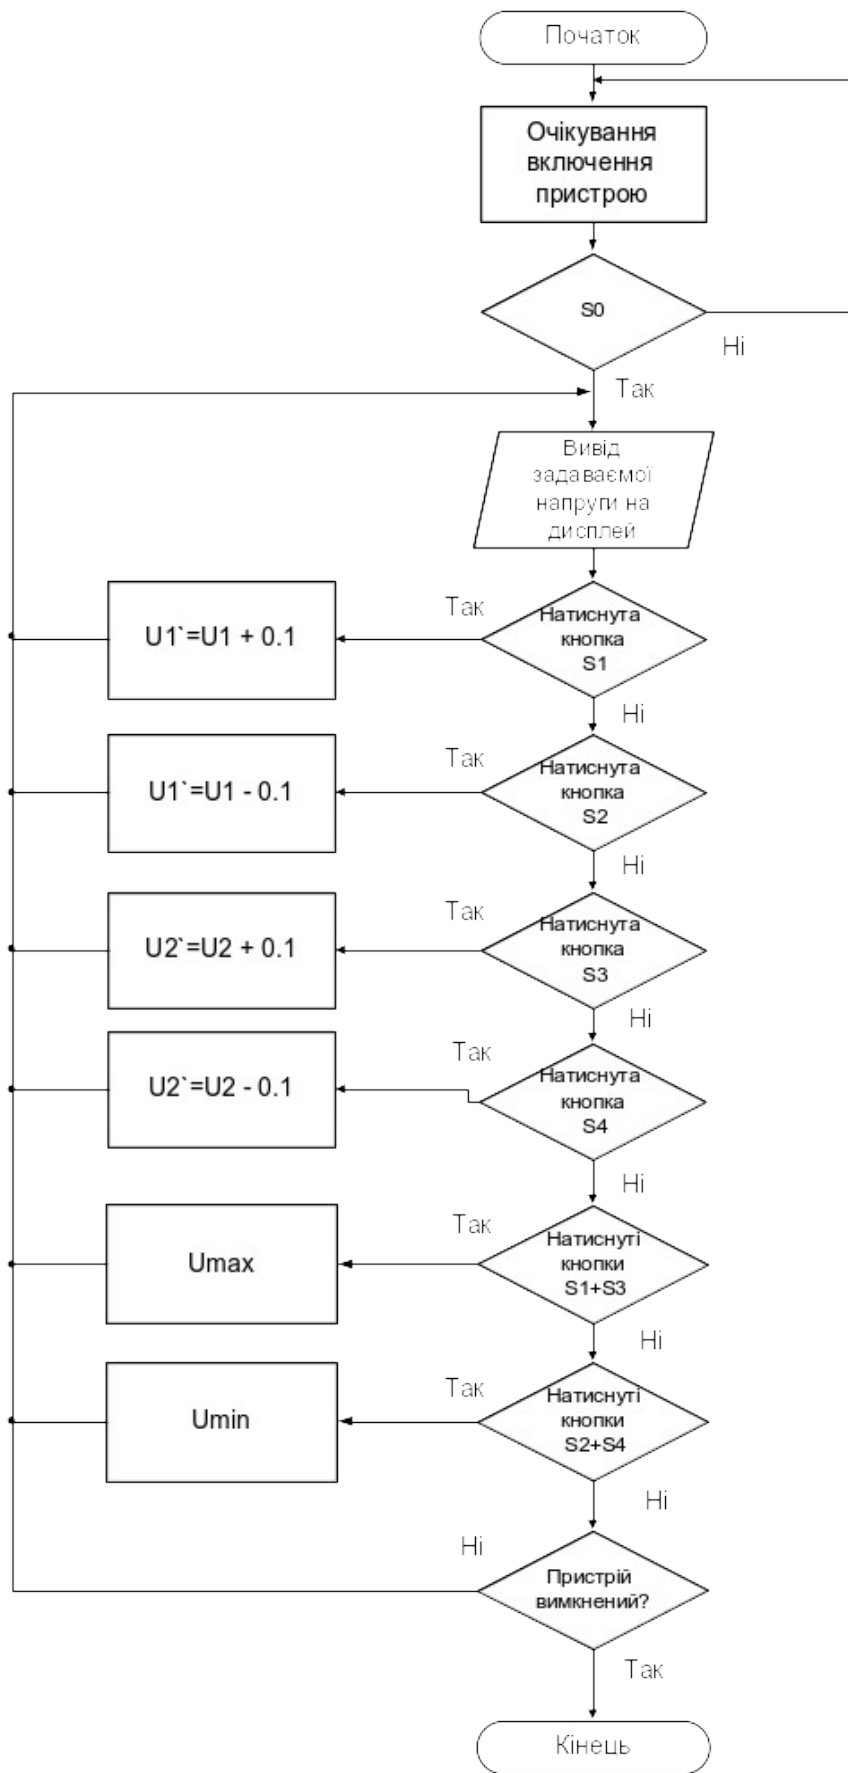 Початок
Очікування
включення
пристрою
S0
Ні
Так
Вивід
задаваємої
напруги на
дисплей
Так
Натиснута
кнопка
S1
U1`=U1 + 0.1
Ні
Так
Натиснута
кнопка
S2
U1`=U1 - 0.1
Ні
Так
Натиснута
кнопка
S3
U2`=U2 + 0.1
Ні
Так
Натиснута
кнопка
S4
U2`=U2 - 0.1
Ні
Так
Натиснуті
кнопки
S1+S3
Umax
Ні
Так
Натиснуті
кнопки
S2+S4
Umin
Ні
Ні
Пристрій
вимкнений?
Так
Кінець